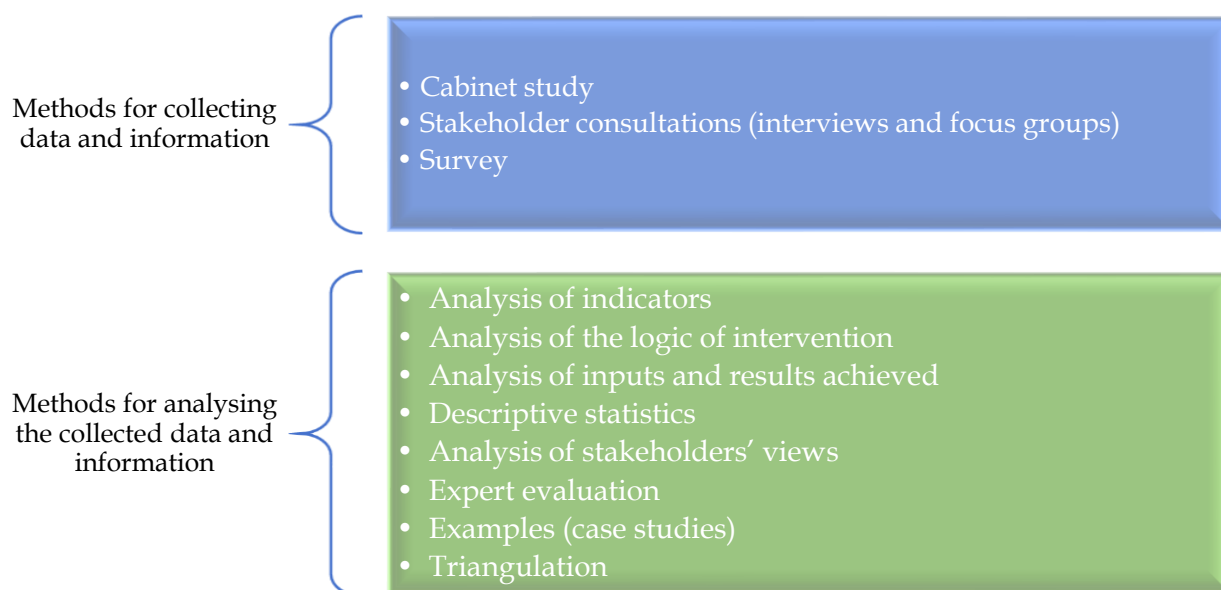 Methods for collecting
data and information
• Cabinet study
• Stakeholder consultations (interviews and focus groups)
• Survey
Methods for analysing
the collected data and
information
• Analysis of indicators
• Analysis of the logic of intervention
• Analysis of inputs and results achieved
• Descriptive statistics
• Analysis of stakeholders’ views
• Expert evaluation
• Examples (case studies)
• Triangulation